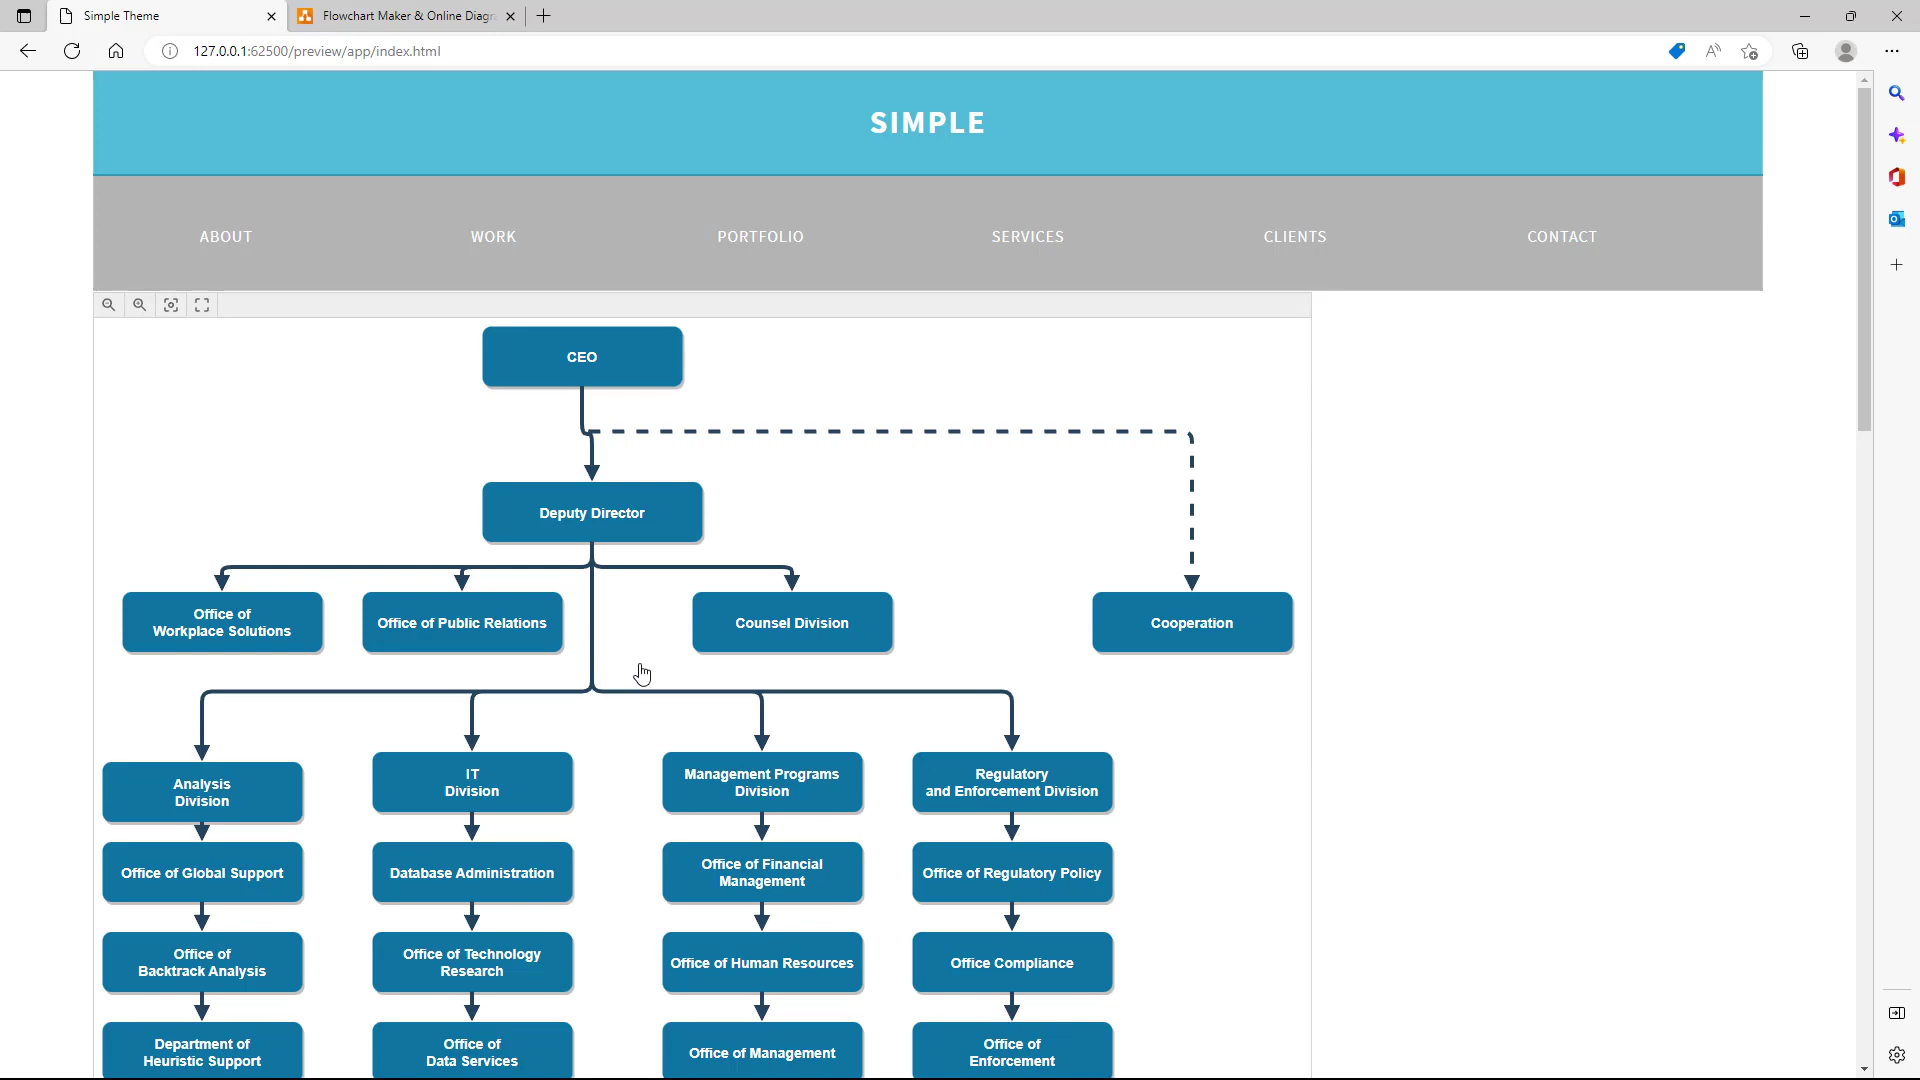 Simple Theme
Flowchart Maker & Online Diagr
127.0.0.1:62500/preview/app/index.html
SIMPLE
ABOUT
WORK
PORTFOLIO
SERVICES
CLIENTS
CONTACT
CEO
Deputy Director
Office of
Workplace Solutions
Office of Public Relations
Counsel Division
Cooperation
Analysis
Division
IT
Division
Management Programs
Division
Regulatory
and Enforcement Division
Office of Global Support
Database Administration
Office of Financial
Management
Office of Regulatory Policy
Office of
Backtrack Analysis
Office of Technology
Research
Office of Human Resources
Office Compliance
Department of
Heuristic Support
Office of
Data Services
Office of Management
Office of
Enforcement